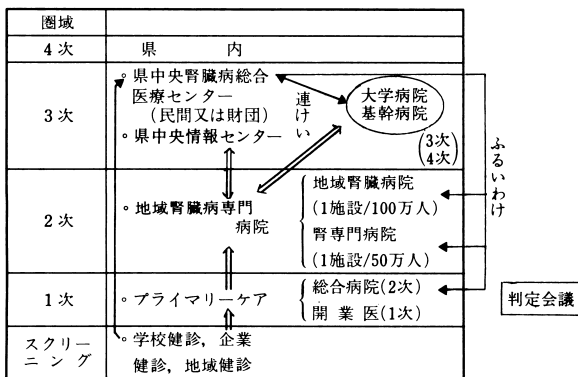 圏域
4次 県内
3次
◦県中央腎臓病総合
医療センター
(民間又は財団)
◦県中央情報センター
連けい
大学病院
基幹病院
(3次
4次)
ふるいわけ
2次
◦地域腎臓病専門
病院
地域腎臓病院
(1施設/100万人)
腎専門病院
(1施設/50万人)
1次
◦プライマリーケア
総合病院(2次)
開業医(1次)
判定会議
スクリー
ニング
◦学校健診,企業
健診,地域健診